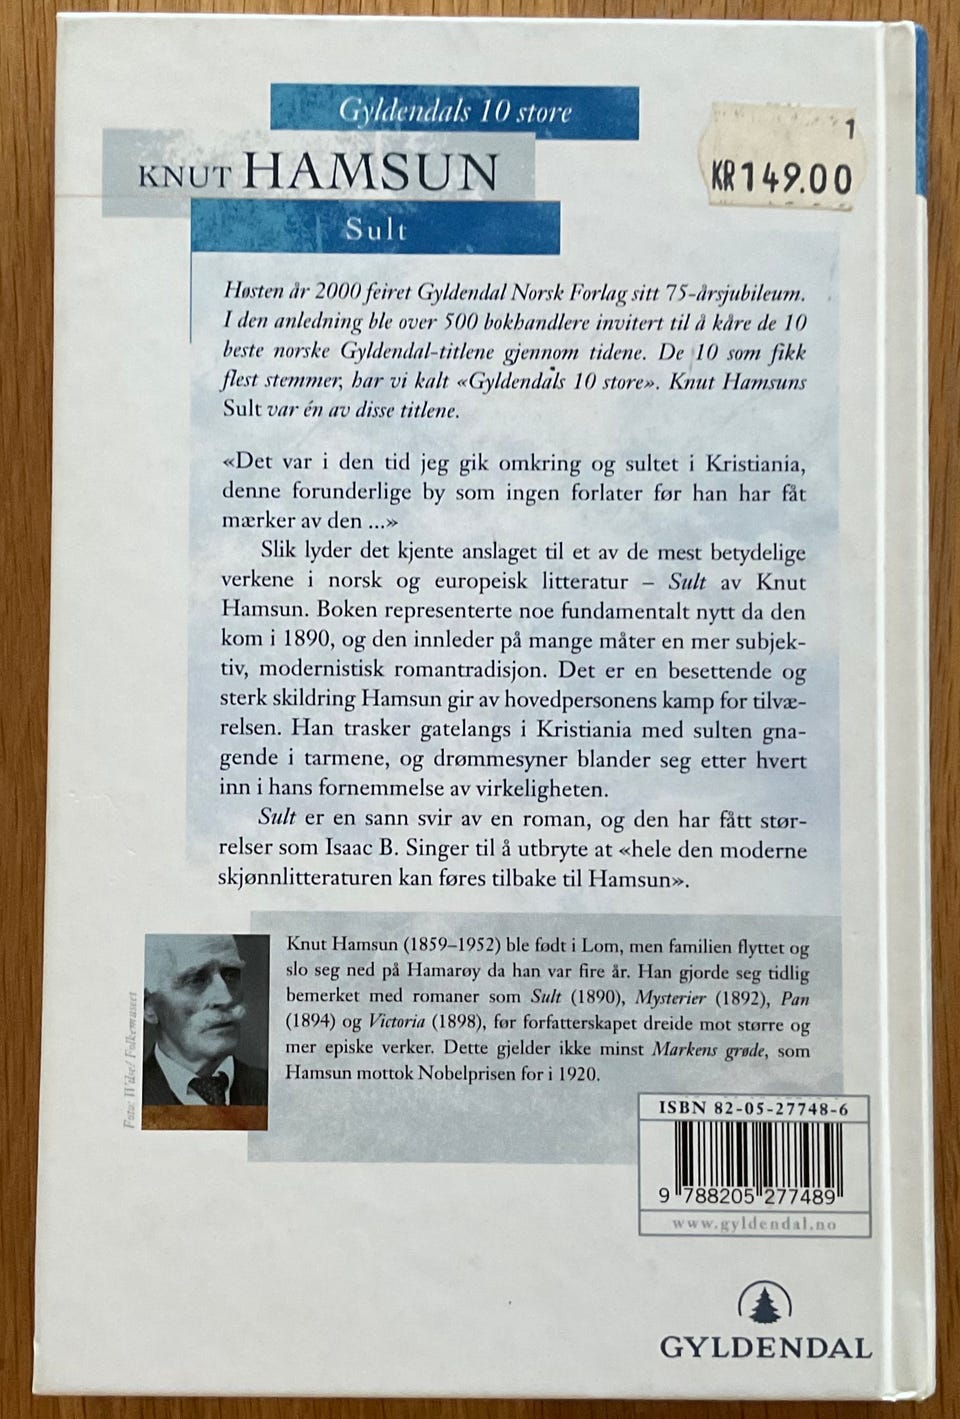 Gyldendals 10 store
1
KR149.00
KNUT HAMSUN
Sult
Høsten år 2000 feiret Gyldendal Norsk Forlag sitt 75-årsjubileum.
I den anledning ble over 500 bokhandlere invitert til å kåre de 10
beste norske Gyldendal-titlene gjennom tidene. De 10 som fikk
flest stemmer, har vi kalt «Gyldendals 10 store». Knut Hamsuns
Sult var én av disse titlene.
«Det var i den tid jeg gik omkring og sultet i Kristiania,
denne forunderlige by som ingen forlater før han har fåt
mærker av den ...»
Slik lyder det kjente anslaget til et av de mest betydelige
verkene i norsk og europeisk litteratur – Sult av Knut
Hamsun. Boken representerte noe fundamentalt nytt da den
kom i 1890, og den innleder på mange måter en mer subjek-
tiv, modernistisk romantradisjon. Det er en besettende og
sterk skildring Hamsun gir av hovedpersonens kamp for tilvæ-
relsen. Han trasker gatelangs i Kristiania med sulten gna-
gende i tarmene, og drømmesyner blander seg etter hvert
inn i hans fornemmelse av virkeligheten.
Sult er en sann svir av en roman, og den har fått stør-
relser som Isaac B. Singer til å utbryte at «hele den moderne
skjønnlitteraturen kan føres tilbake til Hamsun».
Knut Hamsun (1859–1952) ble født i Lom, men familien flyttet og
slo seg ned på Hamarøy da han var fire år. Han gjorde seg tidlig
bemerket med romaner som Sult (1890), Mysterier (1892), Pan
(1894) og Victoria (1898), før forfatterskapet dreide mot større og
mer episke verker. Dette gjelder ikke minst Markens grøde, som
Hamsun mottok Nobelprisen for i 1920.
Foto: Wilse/ Folkemuseet
ISBN 82-05-27748-6
9 788205 277489
www.gyldendal.no
GYLDENDAL